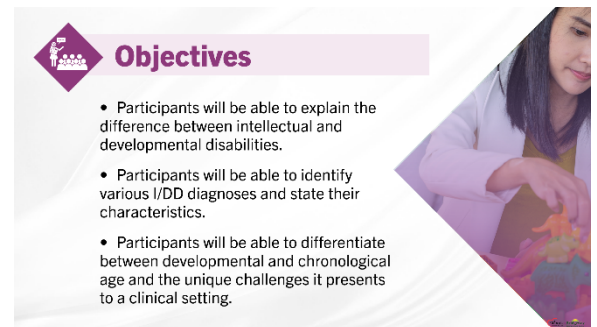 Objectives
• Participants will be able to explain the
difference between intellectual and
developmental disabilities.
• Participants will be able to identify
various I/DD diagnoses and state their
characteristics.
• Participants will be able to differentiate
between developmental and chronological
age and the unique challenges it presents
to a clinical setting.